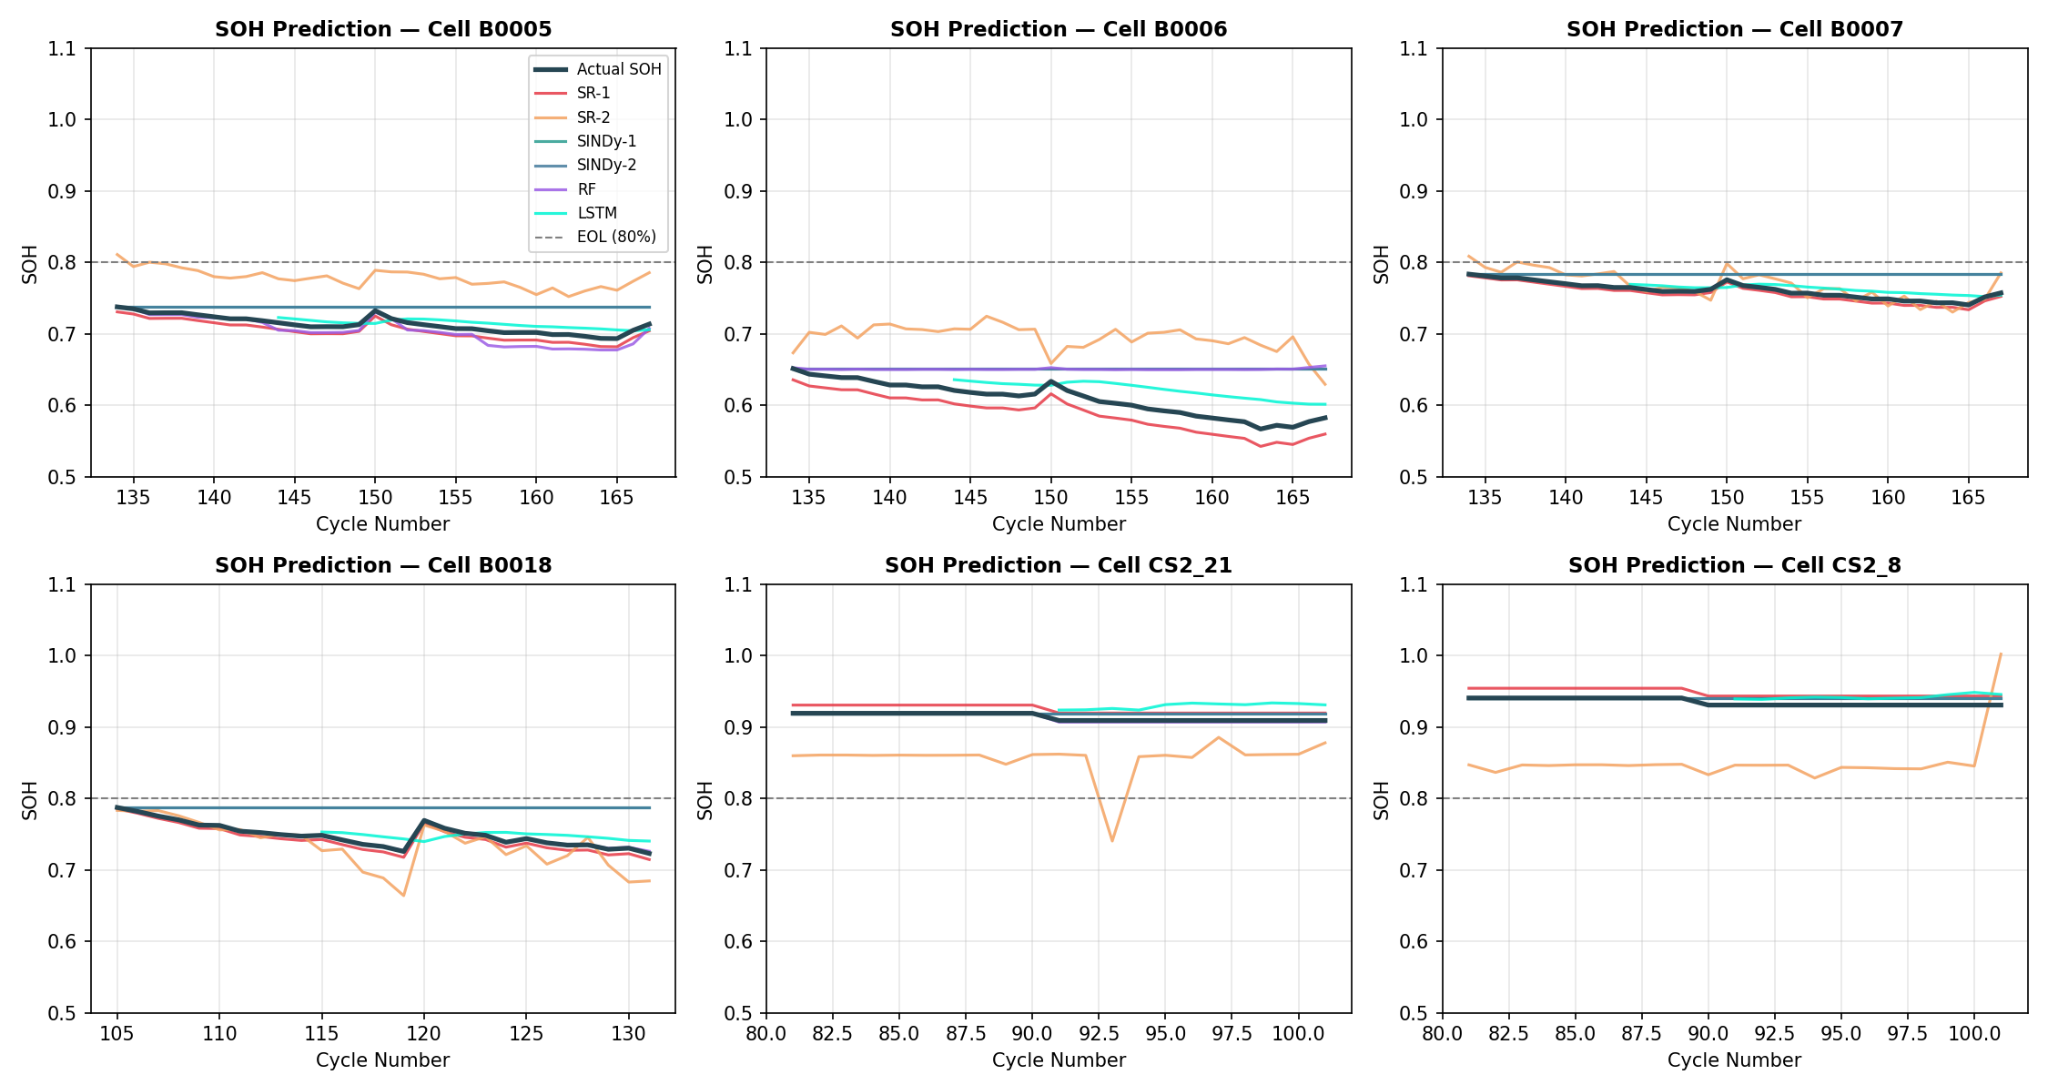 SOH Prediction — Cell B0005
1.1
1.0
0.9
0.8
0.7
0.6
0.5
SOH
135 140 145 150 155 160 165
Cycle Number
Actual SOH
SR-1
SR-2
SINDy-1
SINDy-2
RF
LSTM
EOL (80%)
SOH Prediction — Cell B0006
1.1
1.0
0.9
0.8
0.7
0.6
0.5
SOH
135 140 145 150 155 160 165
Cycle Number
SOH Prediction — Cell B0007
1.1
1.0
0.9
0.8
0.7
0.6
0.5
SOH
135 140 145 150 155 160 165
Cycle Number
SOH Prediction — Cell B0018
1.1
1.0
0.9
0.8
0.7
0.6
0.5
SOH
105 110 115 120 125 130
Cycle Number
SOH Prediction — Cell CS2_21
1.1
1.0
0.9
0.8
0.7
0.6
0.5
SOH
80.0 82.5 85.0 87.5 90.0 92.5 95.0 97.5 100.0
Cycle Number
SOH Prediction — Cell CS2_8
1.1
1.0
0.9
0.8
0.7
0.6
0.5
SOH
80.0 82.5 85.0 87.5 90.0 92.5 95.0 97.5 100.0
Cycle Number